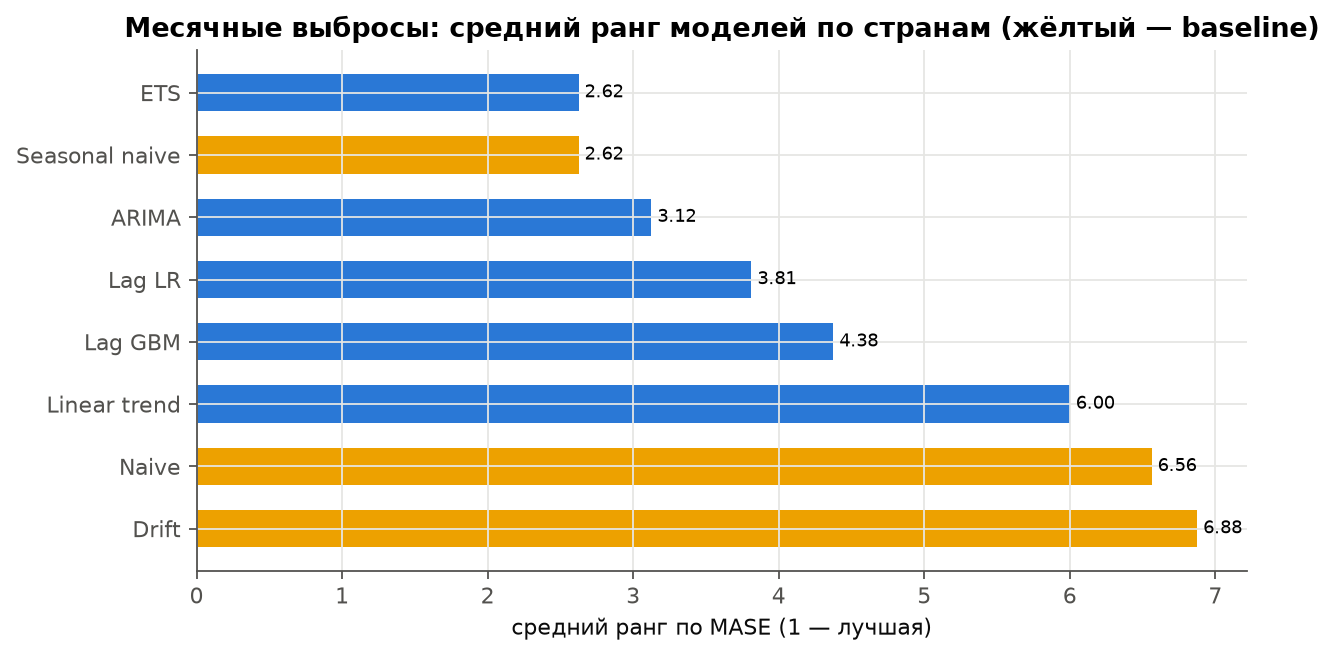 Месячные выбросы: средний ранг моделей по странам (жёлтый — baseline)
ETS 2.62
Seasonal naive 2.62
ARIMA 3.12
Lag LR 3.81
Lag GBM 4.38
Linear trend 6.00
Naive 6.56
Drift 6.88
0 1 2 3 4 5 6 7
средний ранг по MASE (1 — лучшая)